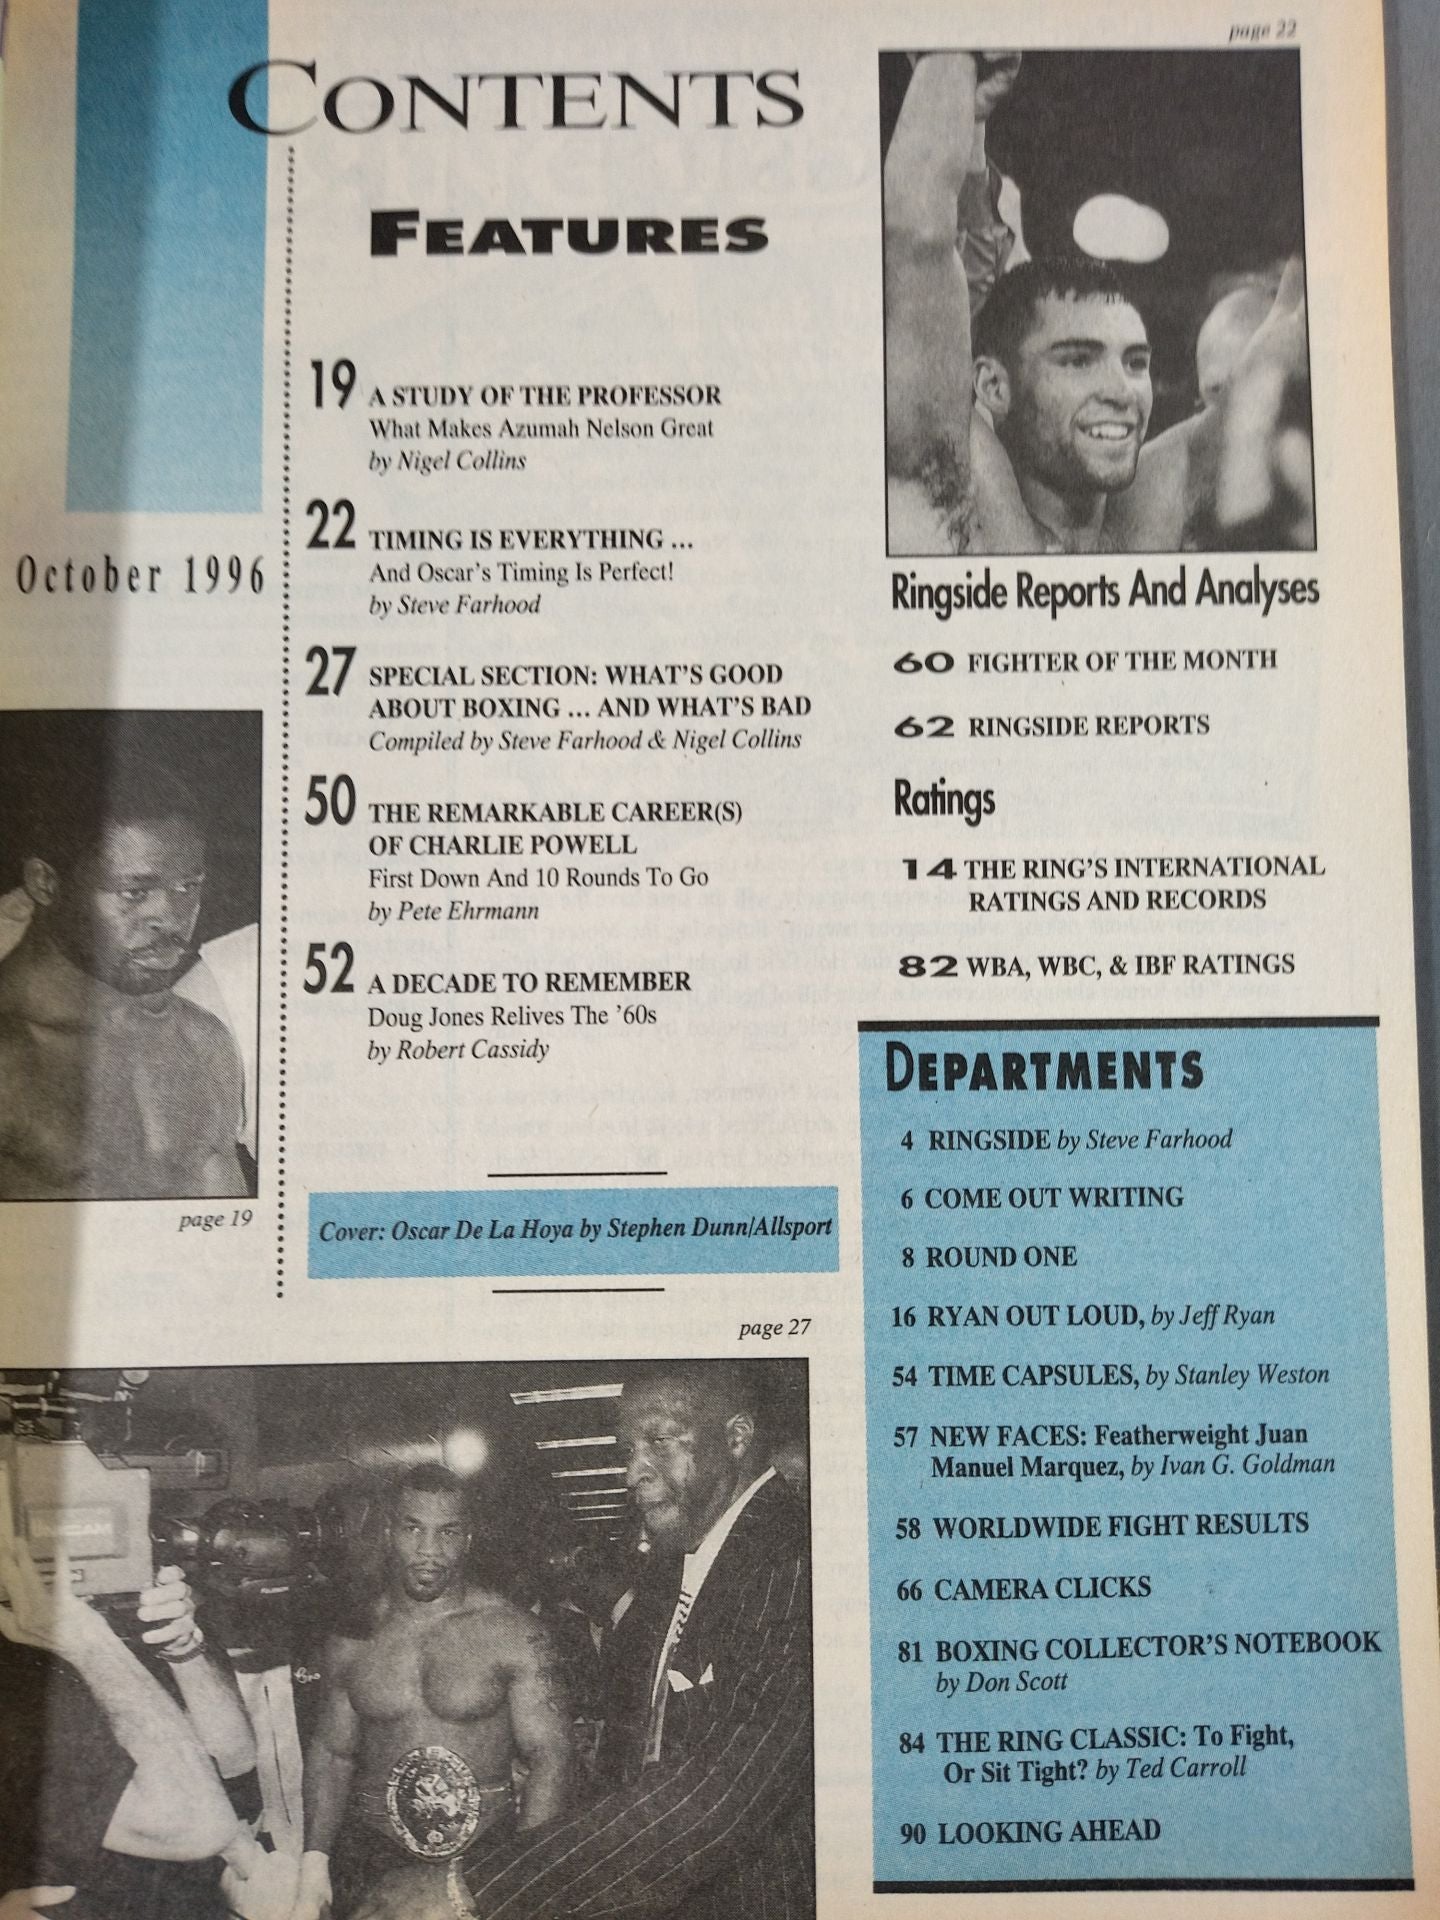 CONTENTS
October 1996
FEATURES
19 A STUDY OF THE PROFESSOR
What Makes Azumah Nelson Great
by Nigel Collins
22 TIMING IS EVERYTHING ...
And Oscar's Timing Is Perfect!
by Steve Farhood
27 SPECIAL SECTION: WHAT'S GOOD
ABOUT BOXING ... AND WHAT'S BAD
Compiled by Steve Farhood & Nigel Collins
50 THE REMARKABLE CAREER(S)
OF CHARLIE POWELL
First Down And 10 Rounds To Go
by Pete Ehrmann
52 A DECADE TO REMEMBER
Doug Jones Relives The '60s
by Robert Cassidy
page 19
Cover: Oscar De La Hoya by Stephen Dunn/Allsport
page 27
page 22
Ringside Reports And Analyses
60 FIGHTER OF THE MONTH
62 RINGSIDE REPORTS
Ratings
14 THE RING'S INTERNATIONAL
RATINGS AND RECORDS
82 WBA, WBC, & IBF RATINGS
DEPARTMENTS
4 RINGSIDE by Steve Farhood
6 COME OUT WRITING
8 ROUND ONE
16 RYAN OUT LOUD, by Jeff Ryan
54 TIME CAPSULES, by Stanley Weston
57 NEW FACES: Featherweight Juan
Manuel Marquez, by Ivan G. Goldman
58 WORLDWIDE FIGHT RESULTS
66 CAMERA CLICKS
81 BOXING COLLECTOR'S NOTEBOOK
by Don Scott
84 THE RING CLASSIC: To Fight,
Or Sit Tight? by Ted Carroll
90 LOOKING AHEAD